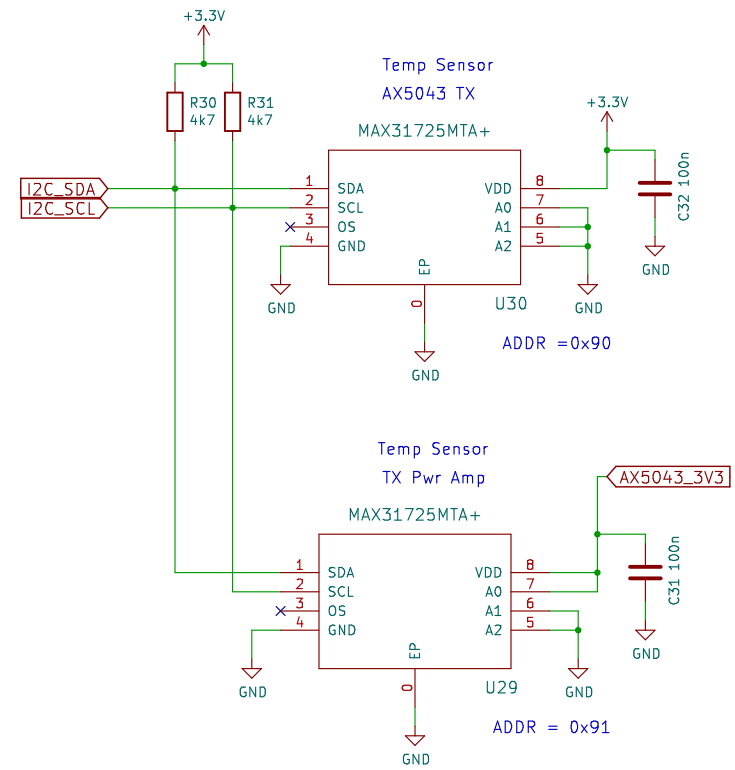 +3.3V
Temp Sensor
AX5043 TX
R30
4k7
R31
4k7
+3.3V
MAX31725MTA+
C32 100n
I2C_SDA
I2C_SCL
1 SDA
2 SCL
3 OS
4 GND
VDD 8
A0 7
A1 6
A2 5
EP
0
GND
GND
GND
U30
GND
ADDR =0x90
Temp Sensor
TX Pwr Amp
AX5043_3V3
MAX31725MTA+
C31 100n
1 SDA
2 SCL
3 OS
4 GND
VDD 8
A0 7
A1 6
A2 5
EP
0
GND
GND
GND
U29
GND
ADDR = 0x91